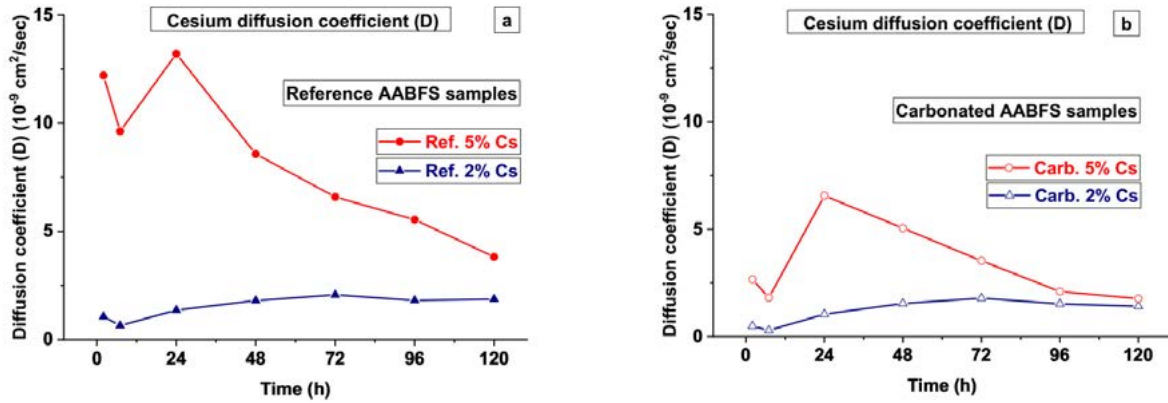 Cesium diffusion coefficient (D)
a
Reference AABFS samples
Ref. 5% Cs
Ref. 2% Cs
Diffusion coefficient (D) (10⁻⁹ cm²/sec)
15
10
5
0
0 24 48 72 96 120
Time (h)
Cesium diffusion coefficient (D)
b
Carbonated AABFS samples
Carb. 5% Cs
Carb. 2% Cs
Diffusion coefficient (D) (10⁻⁹ cm²/sec)
15
10
5
0
0 24 48 72 96 120
Time (h)